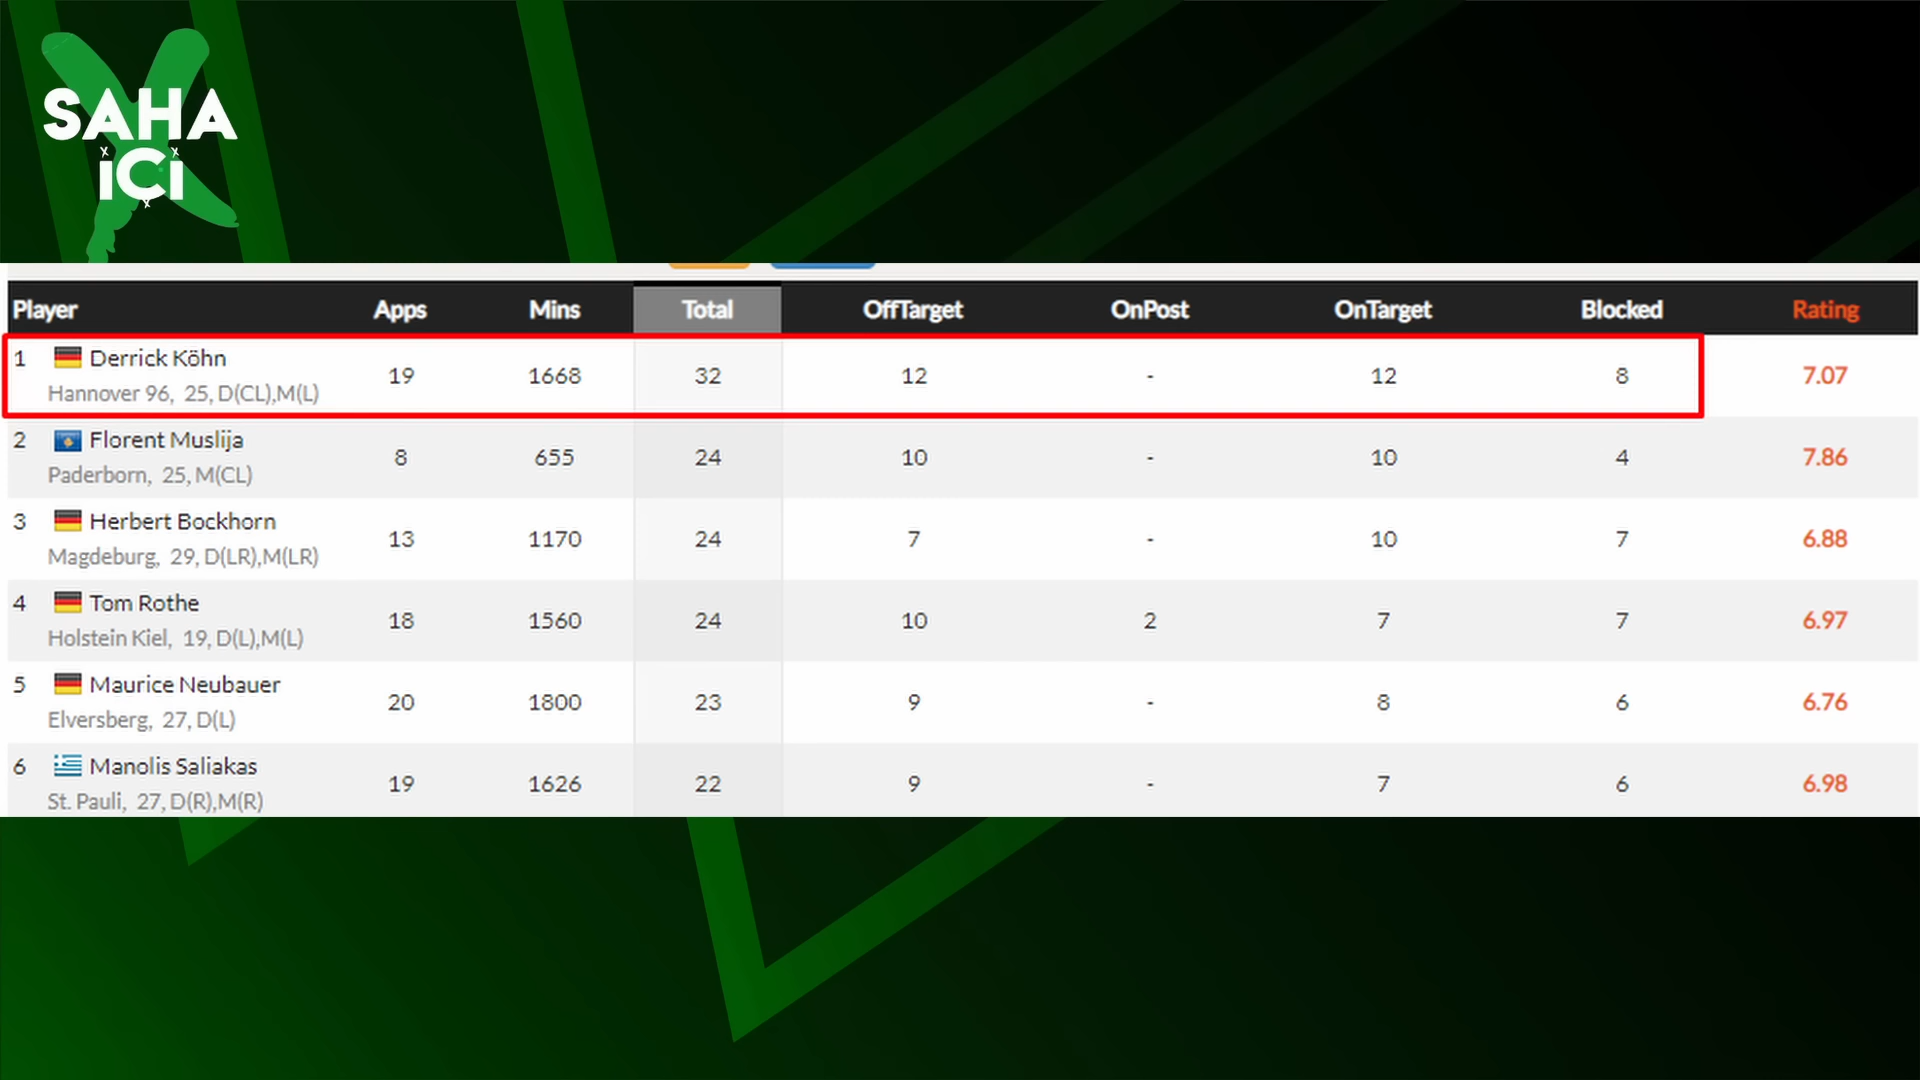 SAHA
iÇi
Player Apps Mins Total OffTarget OnPost OnTarget Blocked Rating
1 Derrick Köhn 19 1668 32 12 - 12 8 7.07
Hannover 96, 25, D(CL),M(L)
2 Florent Muslija 8 655 24 10 - 10 4 7.86
Paderborn, 25, M(CL)
3 Herbert Bockhorn 13 1170 24 7 - 10 7 6.88
Magdeburg, 29, D(LR),M(LR)
4 Tom Rothe 18 1560 24 10 2 7 7 6.97
Holstein Kiel, 19, D(L),M(L)
5 Maurice Neubauer 20 1800 23 9 - 8 6 6.76
Elversberg, 27, D(L)
6 Manolis Saliakas 19 1626 22 9 - 7 6 6.98
St. Pauli, 27, D(R),M(R)